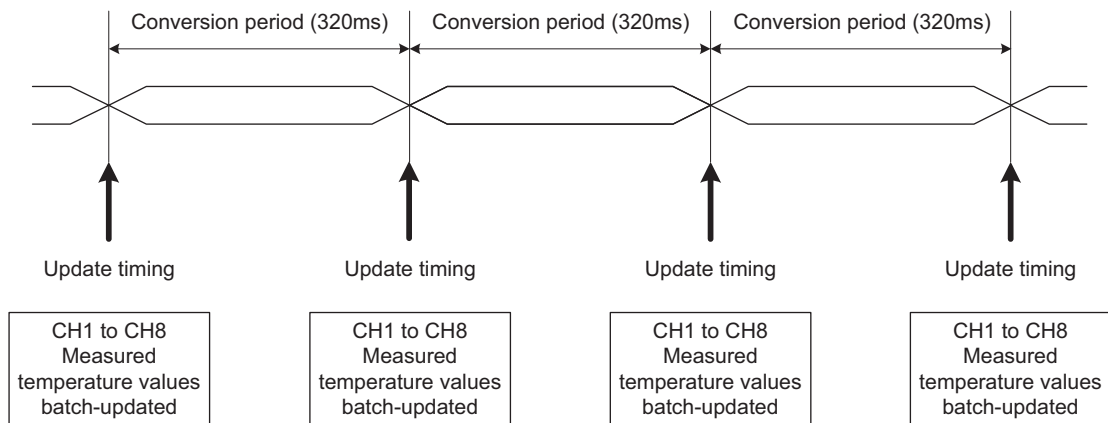 Conversion period (320ms) Conversion period (320ms) Conversion period (320ms)
Update timing Update timing Update timing Update timing
CH1 to CH8
Measured
temperature values
batch-updated
CH1 to CH8
Measured
temperature values
batch-updated
CH1 to CH8
Measured
temperature values
batch-updated
CH1 to CH8
Measured
temperature values
batch-updated